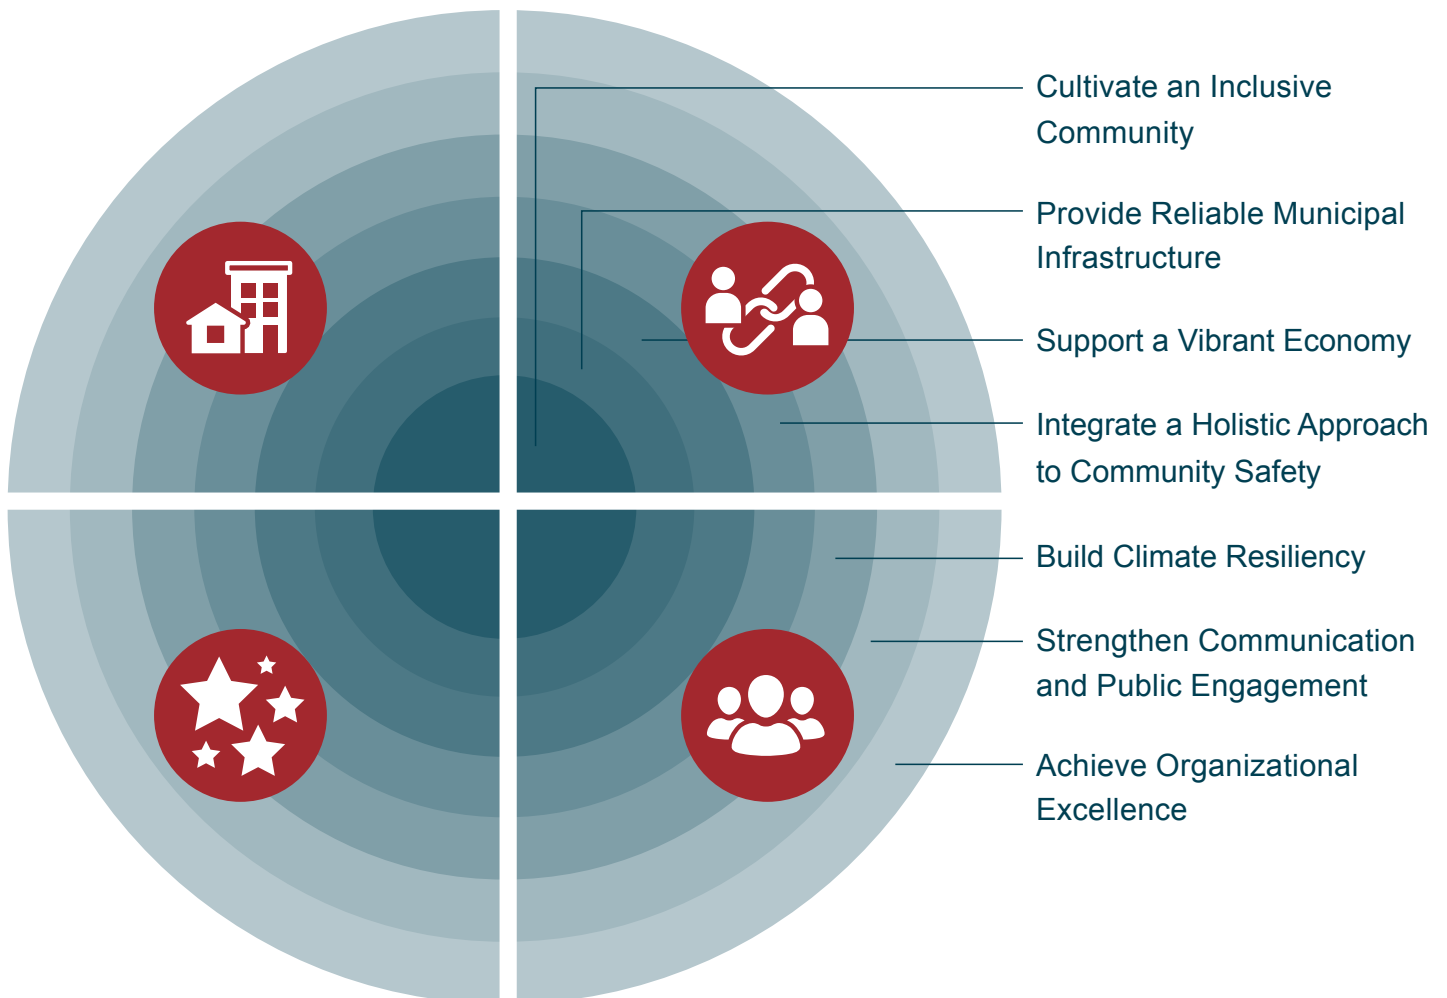 Cultivate an Inclusive
Community
Provide Reliable Municipal
Infrastructure
Support a Vibrant Economy
Integrate a Holistic Approach
to Community Safety
Build Climate Resiliency
Strengthen Communication
and Public Engagement
Achieve Organizational
Excellence